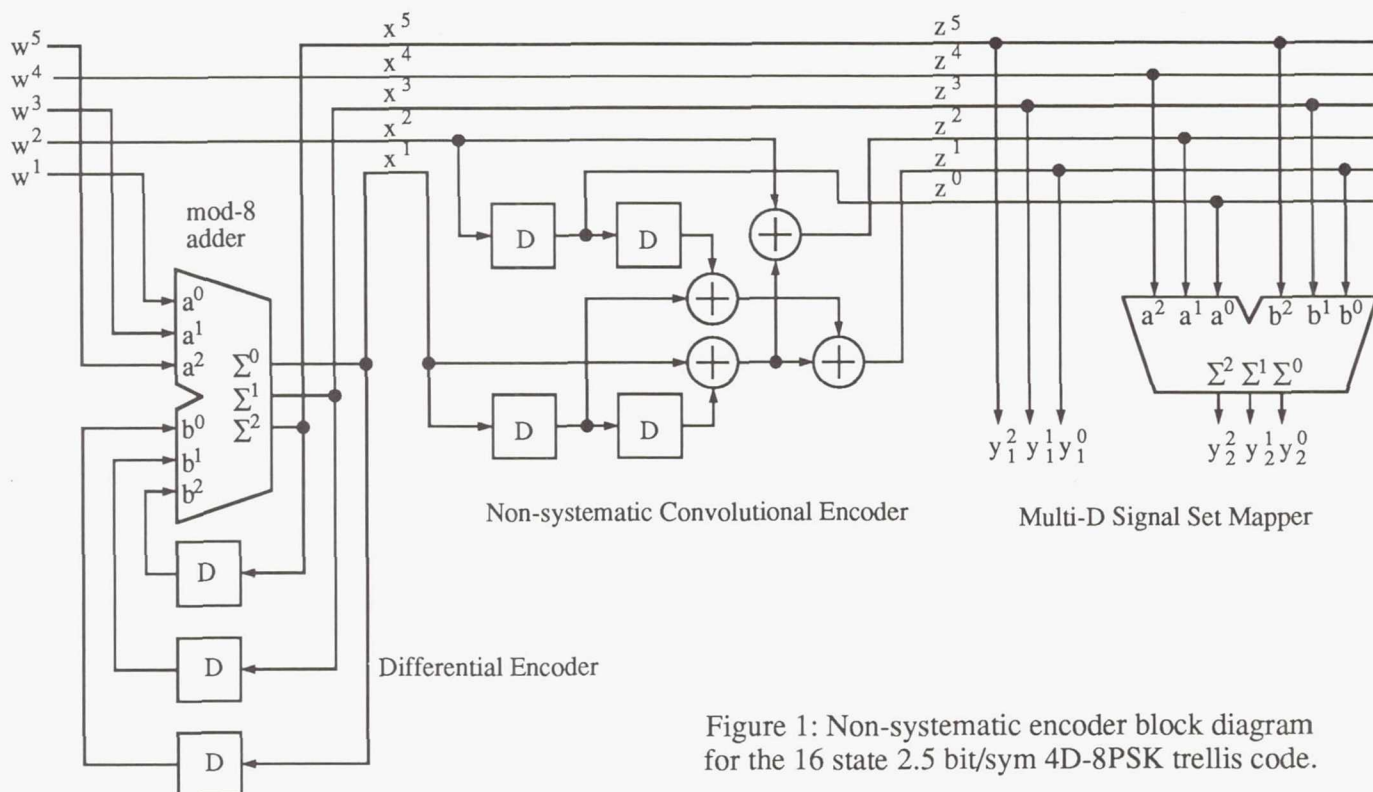 x⁵ z⁵
w⁵ x⁴ z⁴
w⁴ x³ z³
w³ x² z²
w² x¹ z¹
w¹ z⁰
mod-8
adder
a⁰
a¹
a²
Σ⁰
Σ¹
Σ²
b⁰
b¹
b²
D
D
D
D D
D D
+
+
+ +
a² a¹ a⁰ b² b¹ b⁰
Σ² Σ¹ Σ⁰
y₁² y₁¹ y₁⁰ y₂² y₂¹ y₂⁰
Non-systematic Convolutional Encoder
Multi-D Signal Set Mapper
Differential Encoder
Figure 1: Non-systematic encoder block diagram
for the 16 state 2.5 bit/sym 4D-8PSK trellis code.